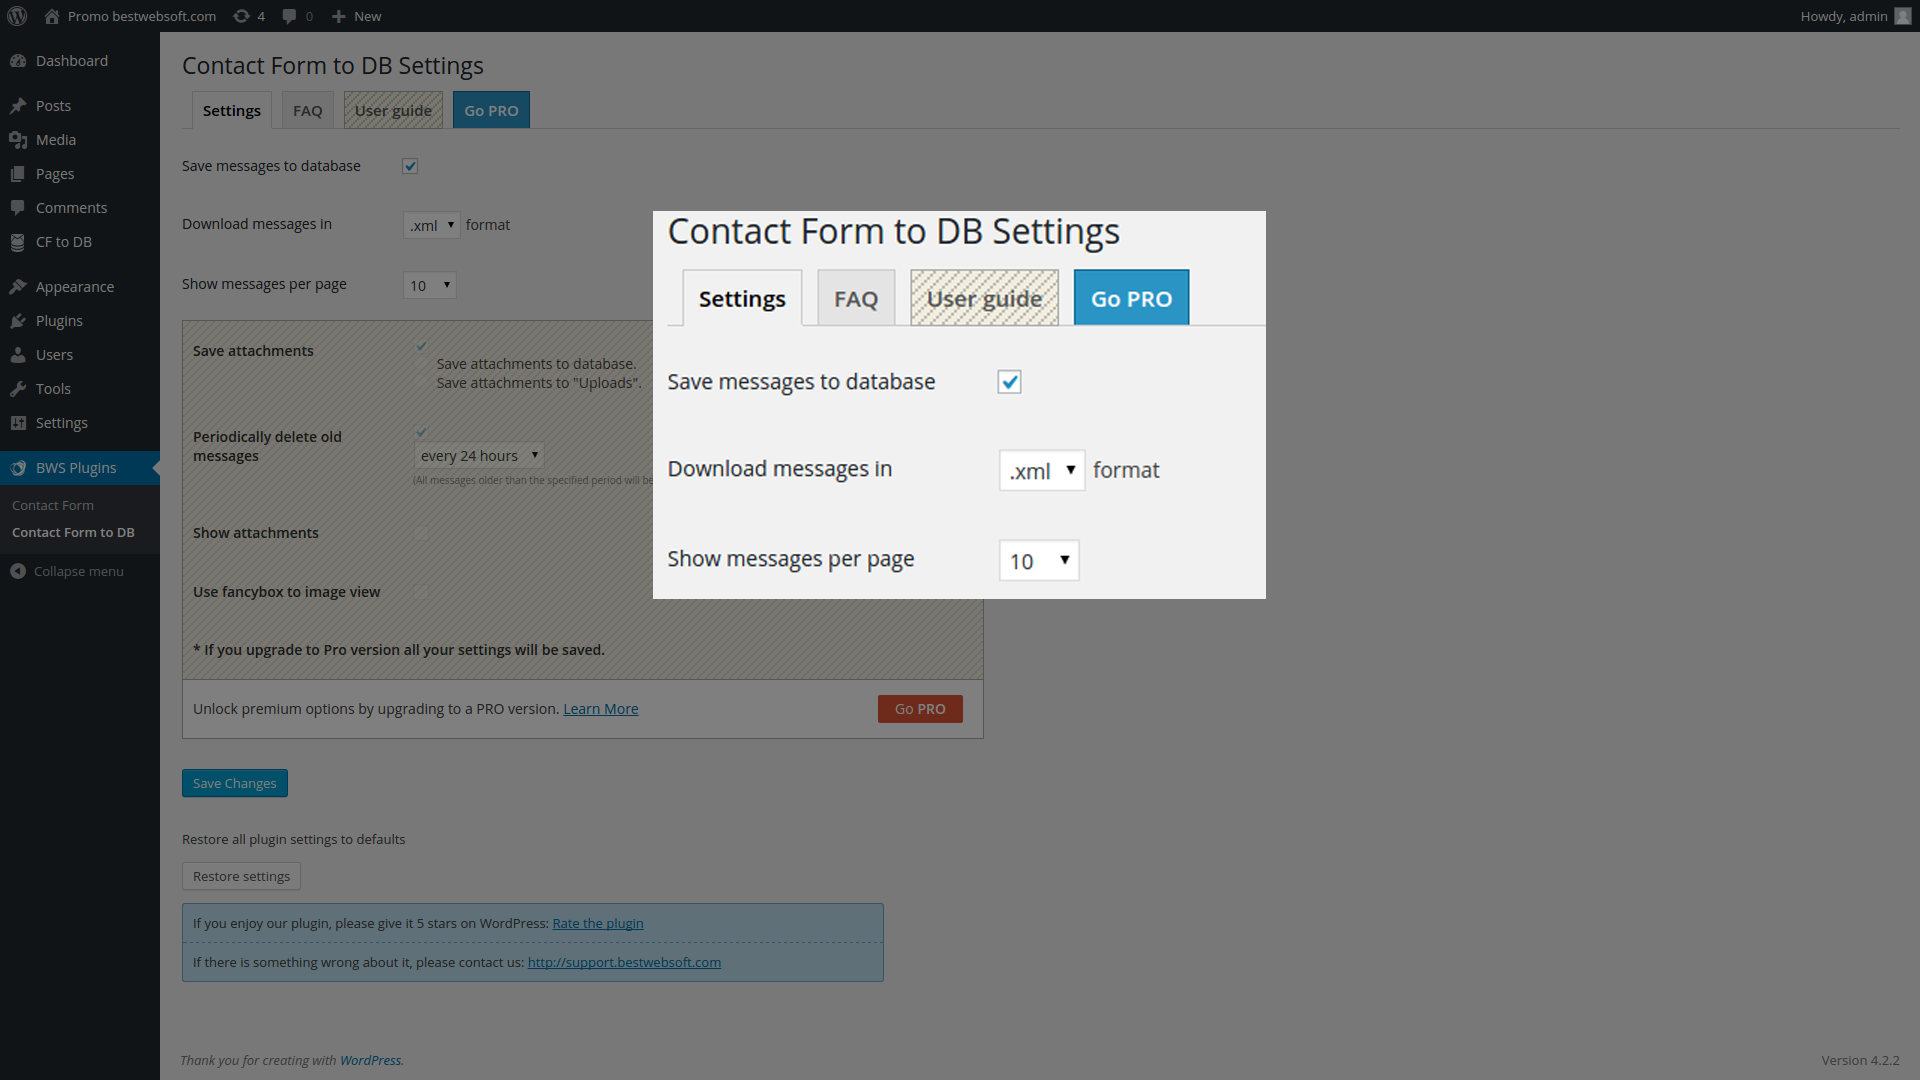 Promo bestwebsoft.com 4 0 New Howdy, admin
Dashboard
Posts
Media
Pages
Comments
CF to DB
Appearance
Plugins
Users
Tools
Settings
BWS Plugins
Contact Form
Contact Form to DB
Collapse menu
Contact Form to DB Settings
Settings FAQ User guide Go PRO
Save messages to database
Download messages in .xml format
Show messages per page 10
Save attachments
Save attachments to database.
Save attachments to "Uploads".
Periodically delete old
messages
every 24 hours
(All messages older than the specified period will be
Show attachments
Use fancybox to image view
* If you upgrade to Pro version all your settings will be saved.
Unlock premium options by upgrading to a PRO version. Learn More Go PRO
Save Changes
Restore all plugin settings to defaults
Restore settings
If you enjoy our plugin, please give it 5 stars on WordPress: Rate the plugin
If there is something wrong about it, please contact us: http://support.bestwebsoft.com
Thank you for creating with WordPress. Version 4.2.2
Contact Form to DB Settings
Settings FAQ User guide Go PRO
Save messages to database
Download messages in .xml format
Show messages per page 10